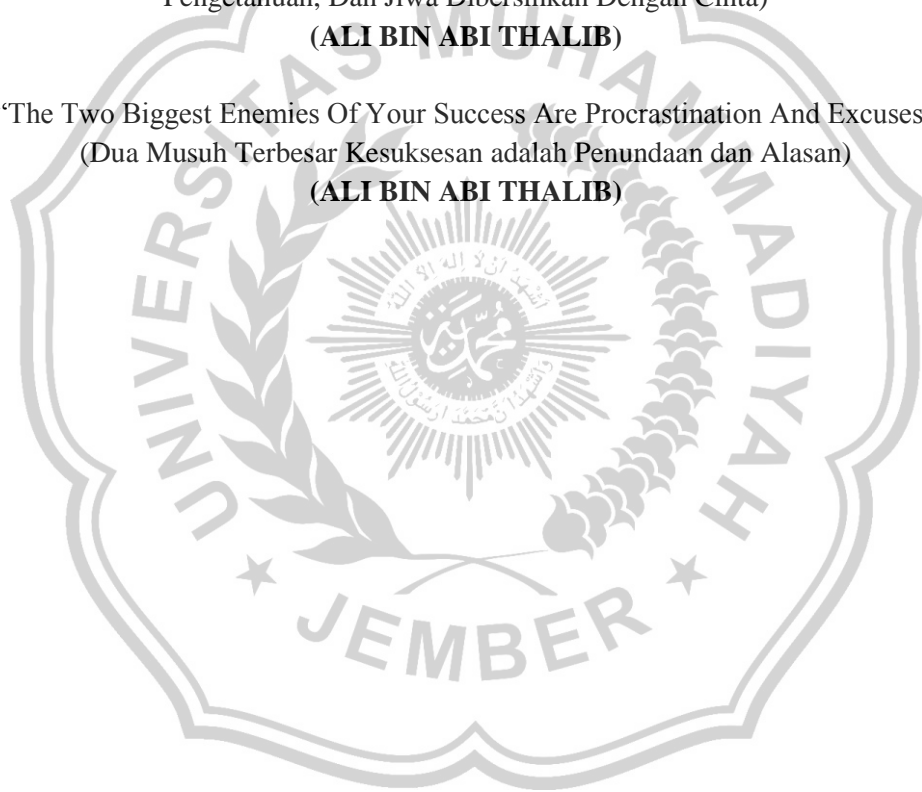 Pengetahuan, Dan Jiwa Dibersihkan Dengan Cinta)
(ALI BIN ABI THALIB)
“The Two Biggest Enemies Of Your Success Are Procrastination And Excuses
(Dua Musuh Terbesar Kesuksesan adalah Penundaan dan Alasan)
(ALI BIN ABI THALIB)
UNIVERSITAS MUHAMMADIYAH
JEMBER